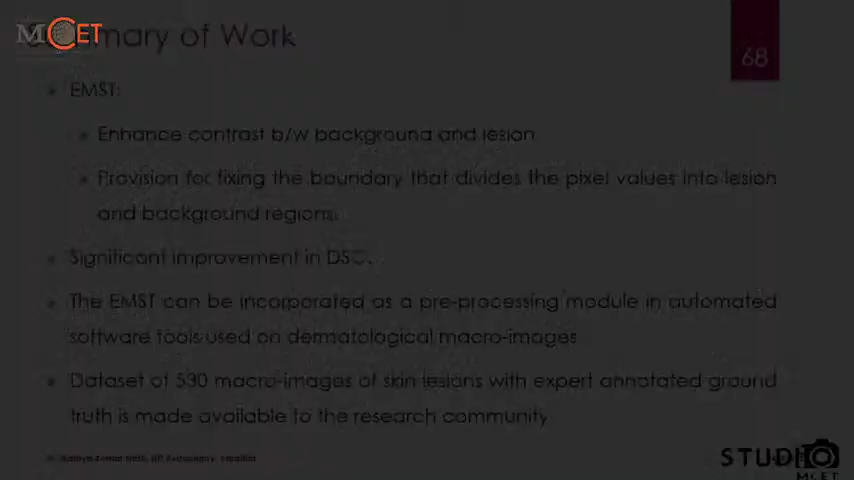 MCET
Summary of Work
68
EMST:
Enhance contrast b/w background and lesion
Provision for fixing the boundary that divides the pixel values into lesion
and background regions.
Significant improvement in DSC.
The EMST can be incorporated as a pre-processing module in automated
software tools used on dermatological macro-images
Dataset of 530 macro-images of skin lesions with expert annotated ground
truth is made available to the research community
STUDIO
MCET